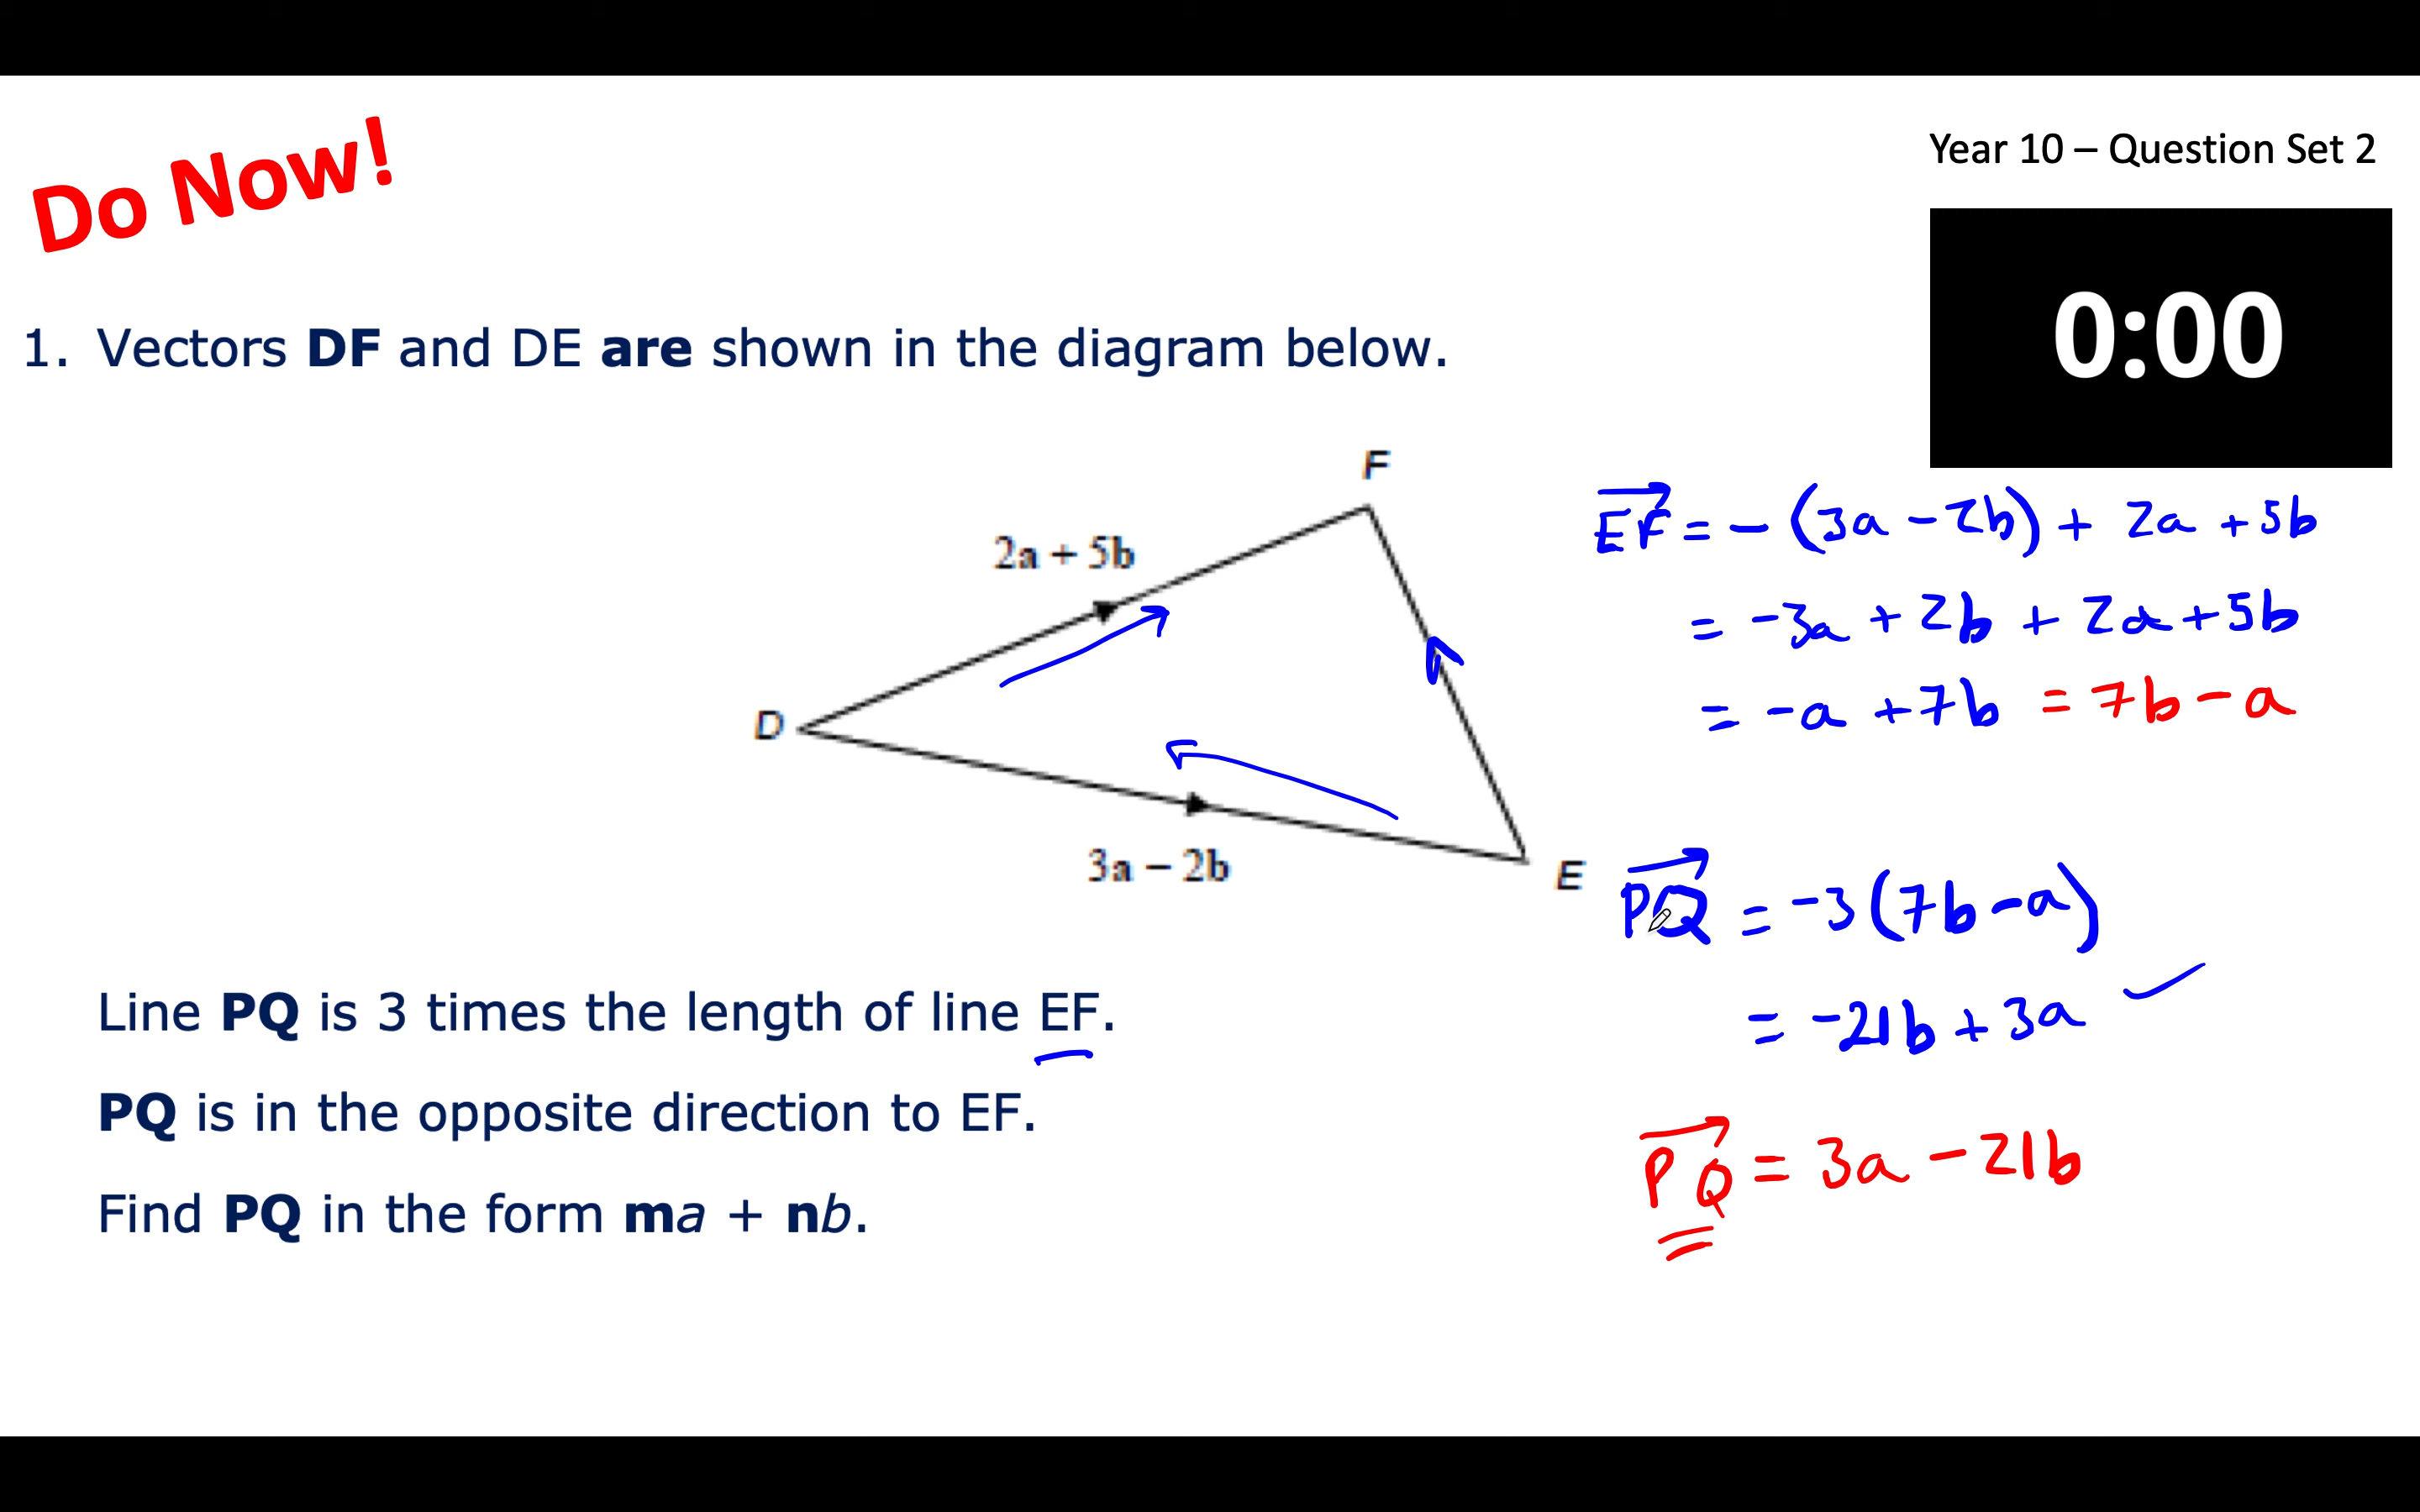 Do Now!
Year 10 – Question Set 2
0:00
1. Vectors DF and DE are shown in the diagram below.
F
2a + 5b
D
3a − 2b
E
EF = - (3a - 2b) + 2a + 5b
= -3a + 2b + 2a + 5b
= -a + 7b = 7b - a
PQ = -3(7b - a)
= -21b + 3a ✓
PQ = 3a - 21b
Line PQ is 3 times the length of line EF.
PQ is in the opposite direction to EF.
Find PQ in the form ma + nb.